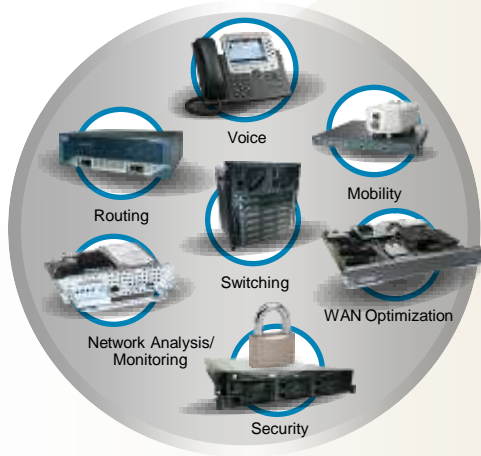 Voice
Mobility
Routing
Switching
WAN Optimization
Network Analysis/
Monitoring
Security